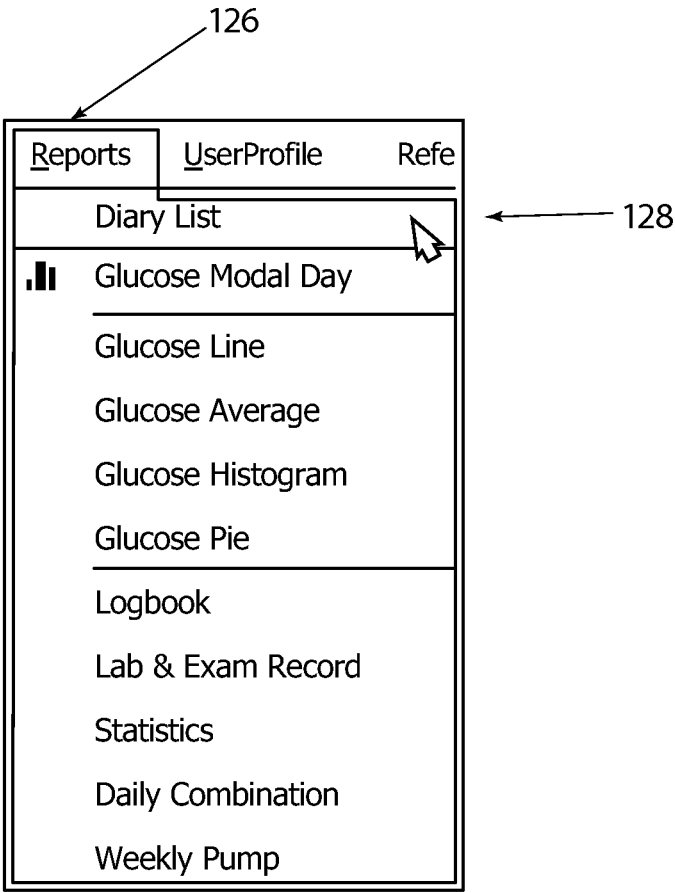 126
Reports UserProfile Refe
Diary List
128
Glucose Modal Day
Glucose Line
Glucose Average
Glucose Histogram
Glucose Pie
Logbook
Lab & Exam Record
Statistics
Daily Combination
Weekly Pump